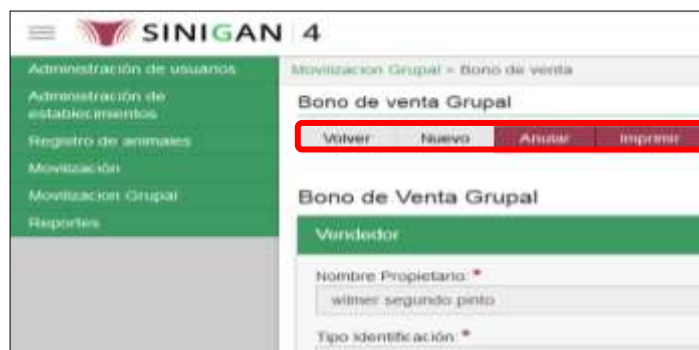 SINIGAN 4
Administración de usuarios
Administración de
establecimientos
Registro de animales
Movilización
Movilizacion Grupal
Reportes
Movilizacion Grupal » Bono de venta
Bono de venta Grupal
Volver Nuevo Anular Imprimir
Bono de Venta Grupal
Vendedor
Nombre Propietario: *
wilmer segundo pinto
Tipo Identificación: *